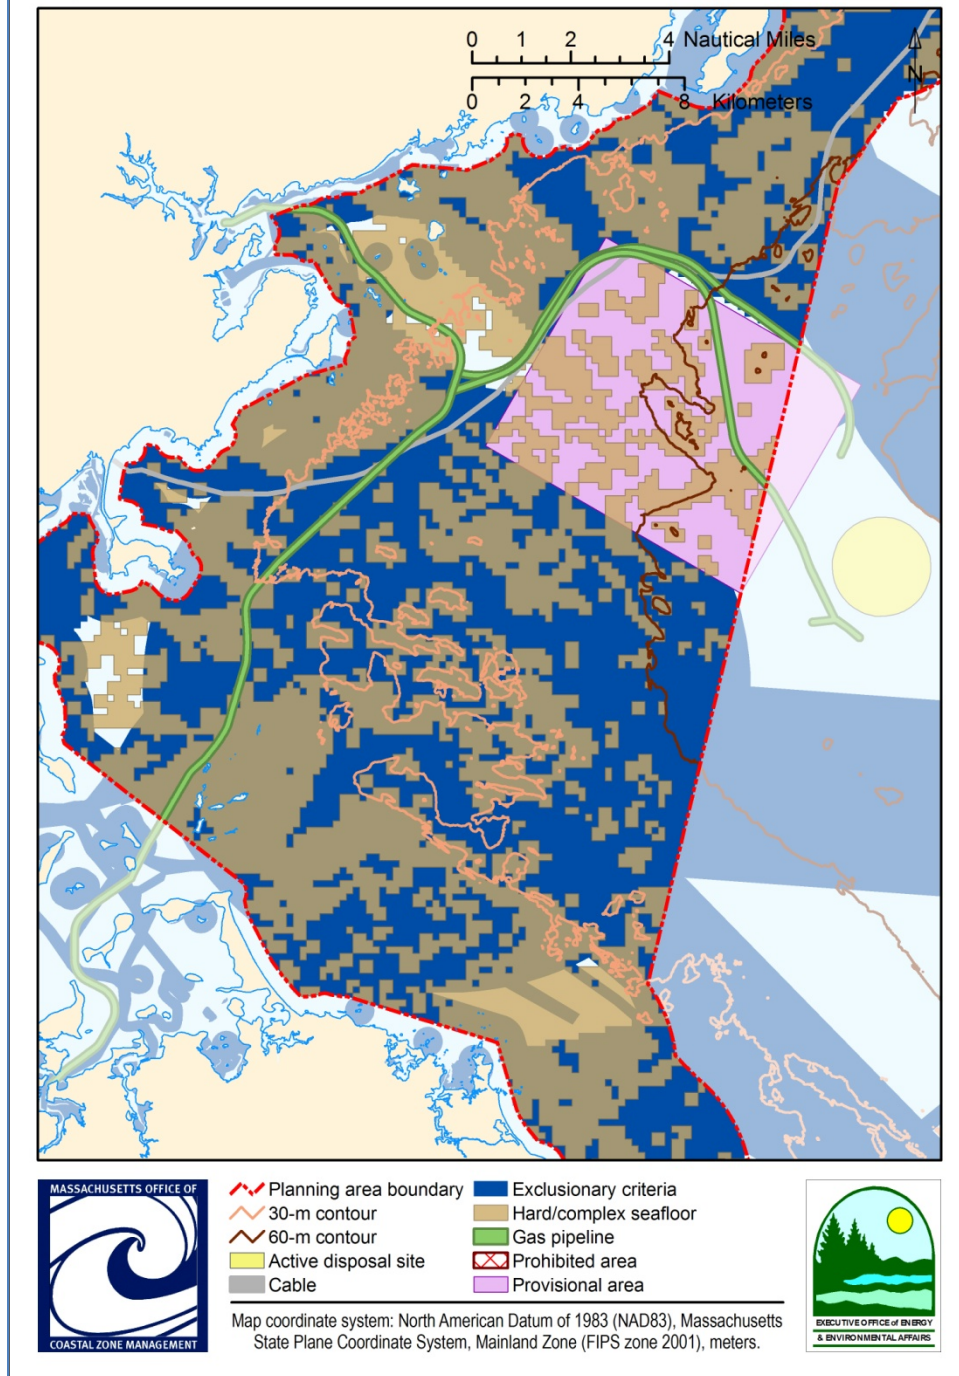 0 1 2 4 Nautical Miles
0 2 4 8 Kilometers
N
MASSACHUSETTS OFFICE OF
COASTAL ZONE MANAGEMENT
Planning area boundary
30-m contour
60-m contour
Active disposal site
Cable
Exclusionary criteria
Hard/complex seafloor
Gas pipeline
Prohibited area
Provisional area
Map coordinate system: North American Datum of 1983 (NAD83), Massachusetts
State Plane Coordinate System, Mainland Zone (FIPS zone 2001), meters.
EXECUTIVE OFFICE of ENERGY
& ENVIRONMENTAL AFFAIRS